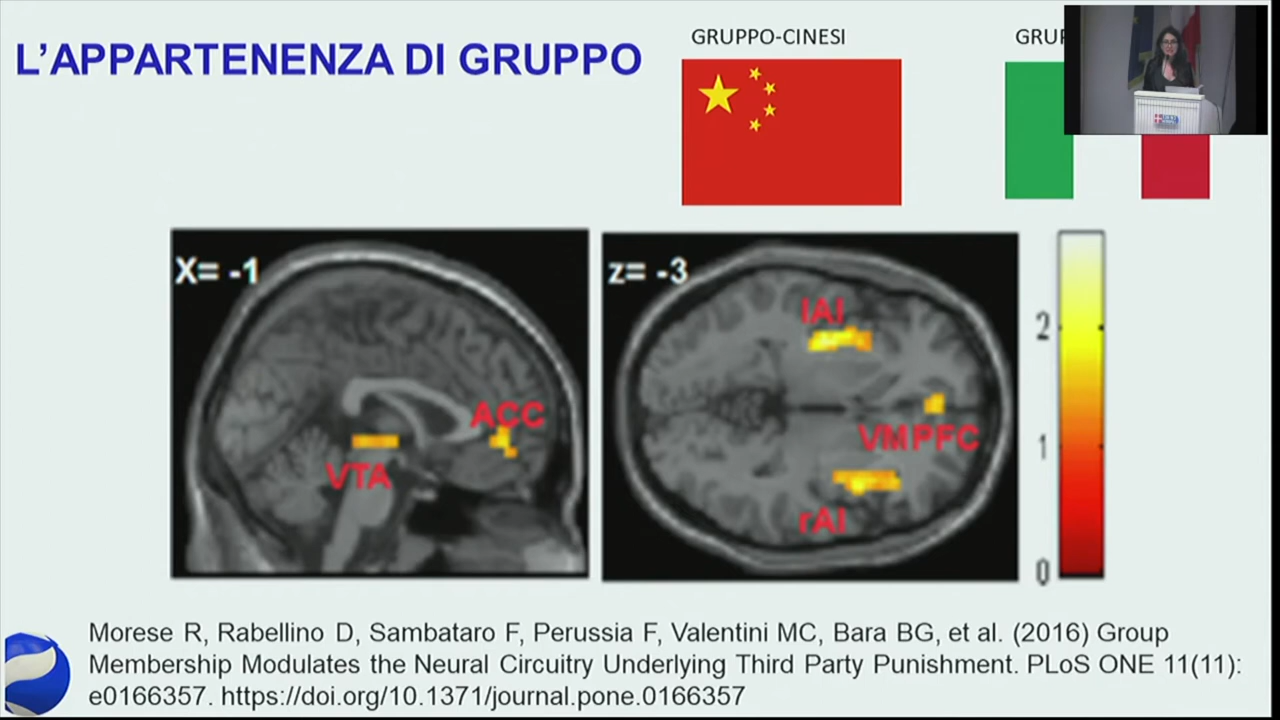 L'APPARTENENZA DI GRUPPO
GRUPPO-CINESI
GRUP
X= -1
z= -3
lAI
ACC
VTA
VMPFC
rAI
2
1
0
Morese R, Rabellino D, Sambataro F, Perussia F, Valentini MC, Bara BG, et al. (2016) Group
Membership Modulates the Neural Circuitry Underlying Third Party Punishment. PLoS ONE 11(11):
e0166357. https://doi.org/10.1371/journal.pone.0166357